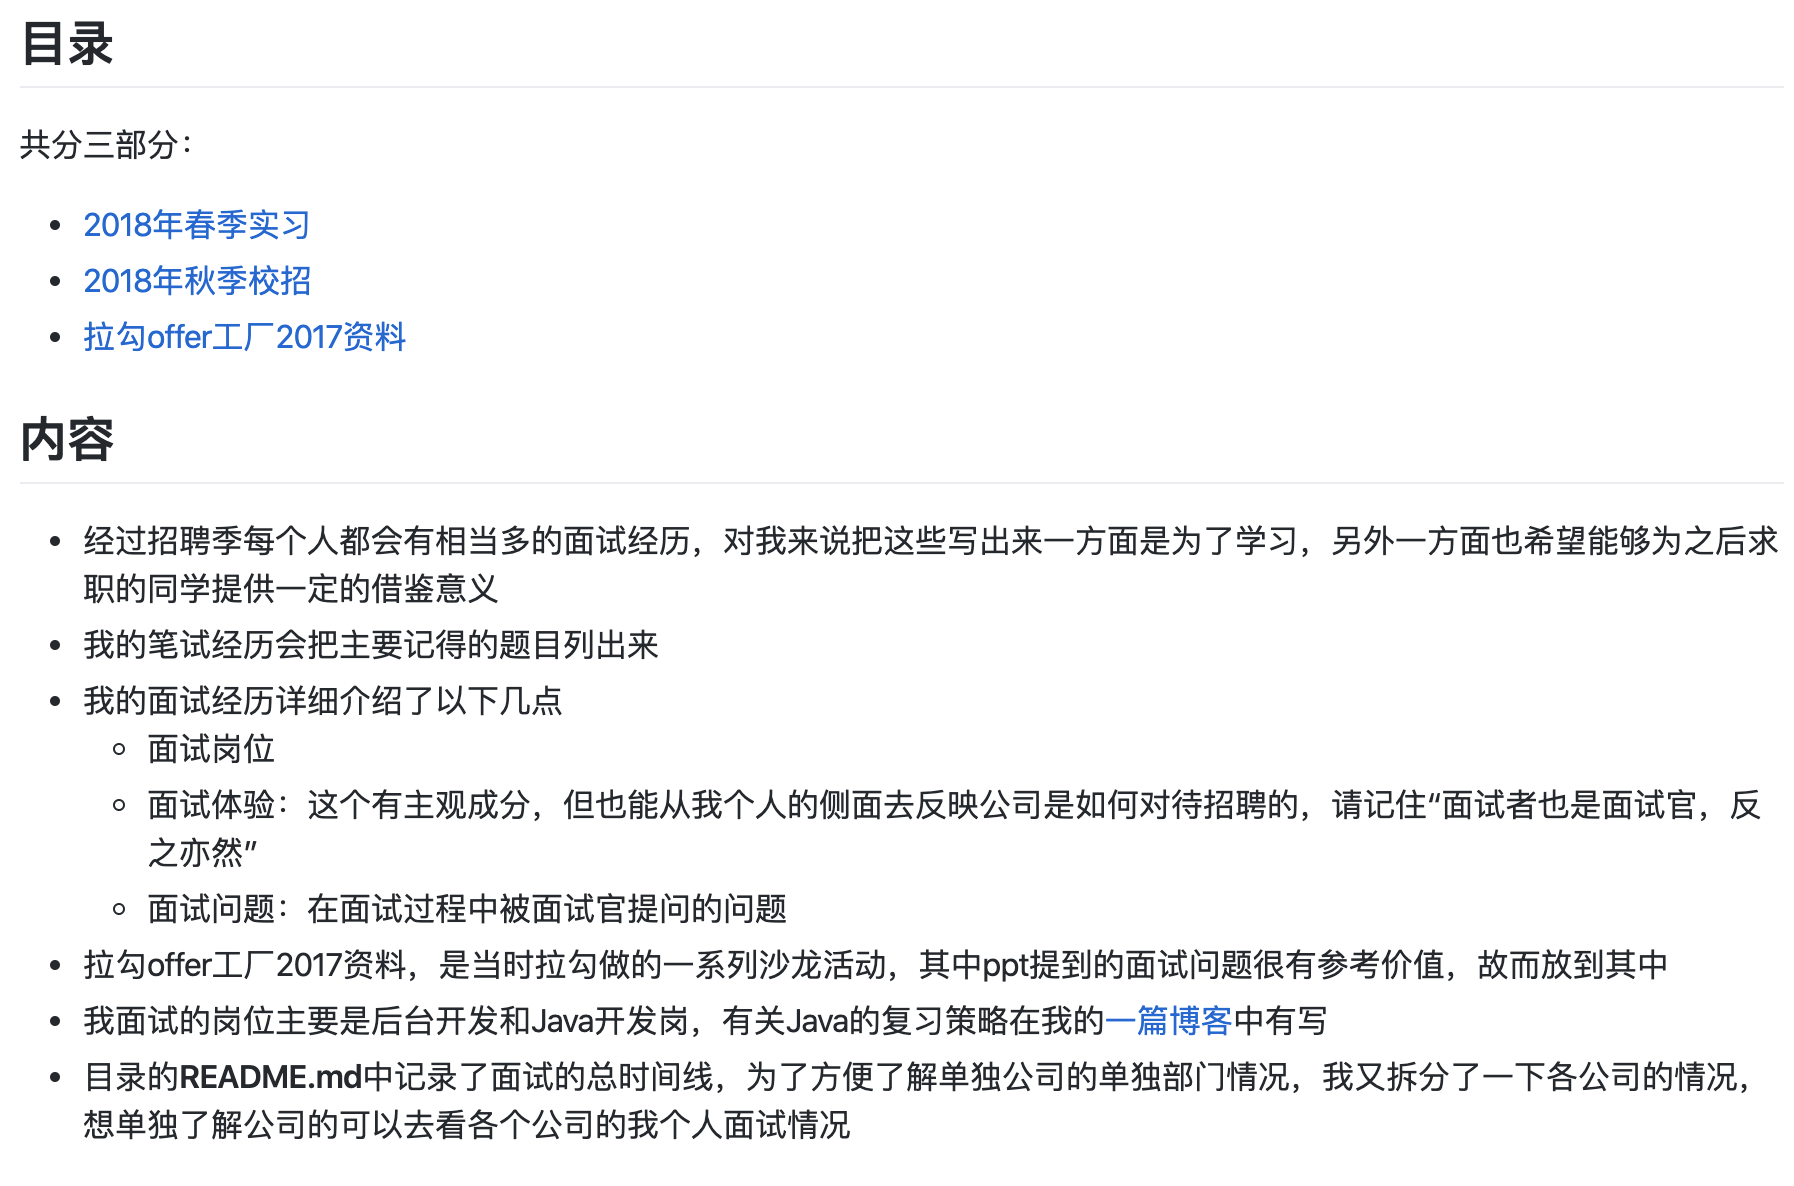 目录
共分三部分：
2018年春季实习
2018年秋季校招
拉勾offer工厂2017资料
内容
经过招聘季每个人都会有相当多的面试经历，对我来说把这些写出来一方面是为了学习，另外一方面也希望能够为之后求
职的同学提供一定的借鉴意义
我的笔试经历会把主要记得的题目列出来
我的面试经历详细介绍了以下几点
面试岗位
面试体验：这个有主观成分，但也能从我个人的侧面去反映公司是如何对待招聘的，请记住“面试者也是面试官，反
之亦然”
面试问题：在面试过程中被面试官提问的问题
拉勾offer工厂2017资料，是当时拉勾做的一系列沙龙活动，其中ppt提到的面试问题很有参考价值，故而放到其中
我面试的岗位主要是后台开发和Java开发岗，有关Java的复习策略在我的一篇博客中有写
目录的README.md中记录了面试的总时间线，为了方便了解单独公司的单独部门情况，我又拆分了一下各公司的情况，
想单独了解公司的可以去看各个公司的我个人面试情况